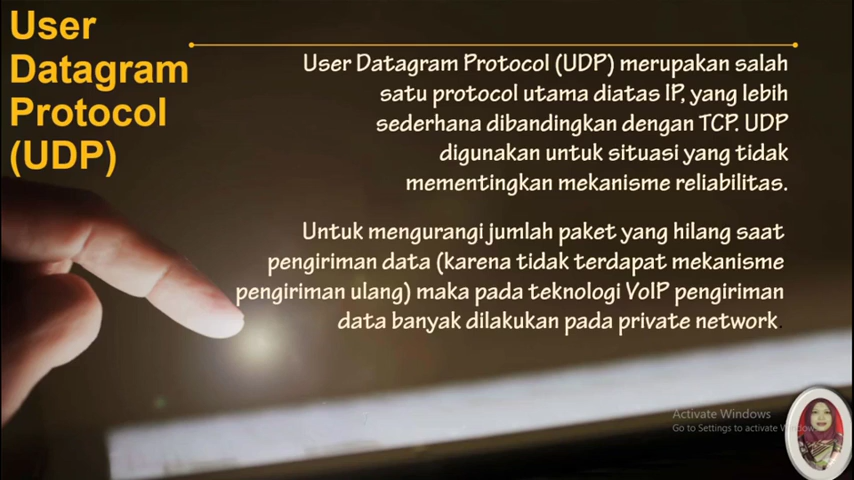 User
Datagram
Protocol
(UDP)
User Datagram Protocol (UDP) merupakan salah
satu protocol utama diatas IP, yang lebih
sederhana dibandingkan dengan TCP. UDP
digunakan untuk situasi yang tidak
mementingkan mekanisme reliabilitas.
Untuk mengurangi jumlah paket yang hilang saat
pengiriman data (karena tidak terdapat mekanisme
pengiriman ulang) maka pada teknologi VoIP pengiriman
data banyak dilakukan pada private network.
Activate Windows
Go to Settings to activate Windows